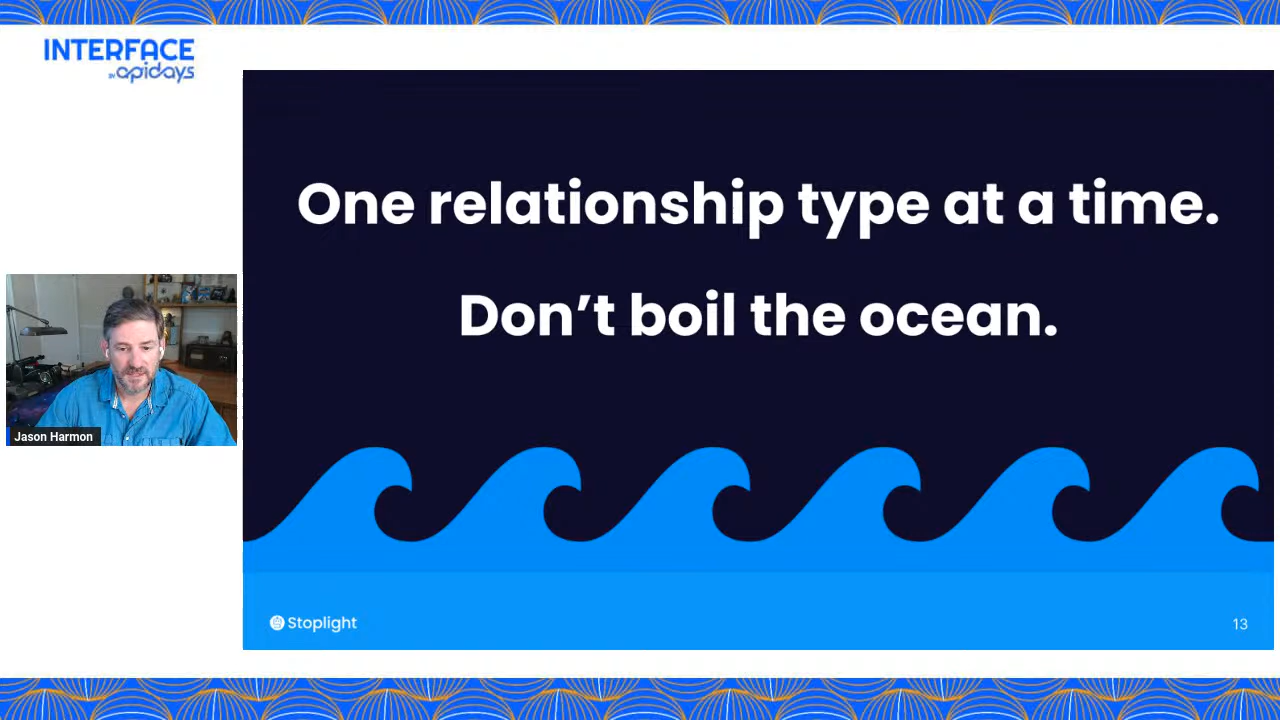 INTERFACE
BY apidays
One relationship type at a time.
Don’t boil the ocean.
Jason Harmon
Stoplight
13